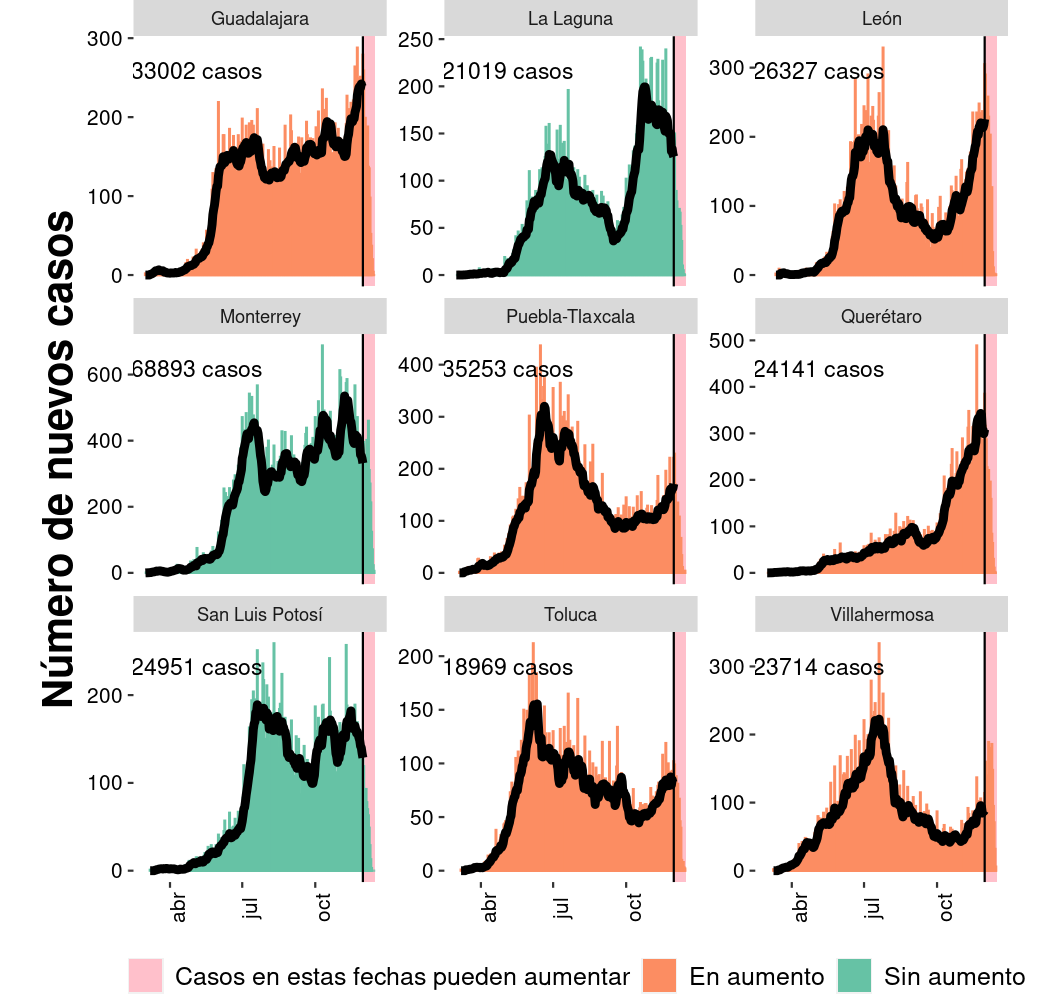 Número de nuevos casos
Guadalajara
La Laguna
León
300
200
100
0
33002 casos
250
200
150
100
50
0
21019 casos
300
200
100
0
26327 casos
Monterrey
Puebla-Tlaxcala
Querétaro
600
400
200
0
68893 casos
400
300
200
100
0
35253 casos
500
400
300
200
100
0
24141 casos
San Luis Potosí
Toluca
Villahermosa
200
100
0
24951 casos
200
150
100
50
0
18969 casos
300
200
100
0
23714 casos
abr
jul
oct
abr
jul
oct
abr
jul
oct
Casos en estas fechas pueden aumentar
En aumento
Sin aumento